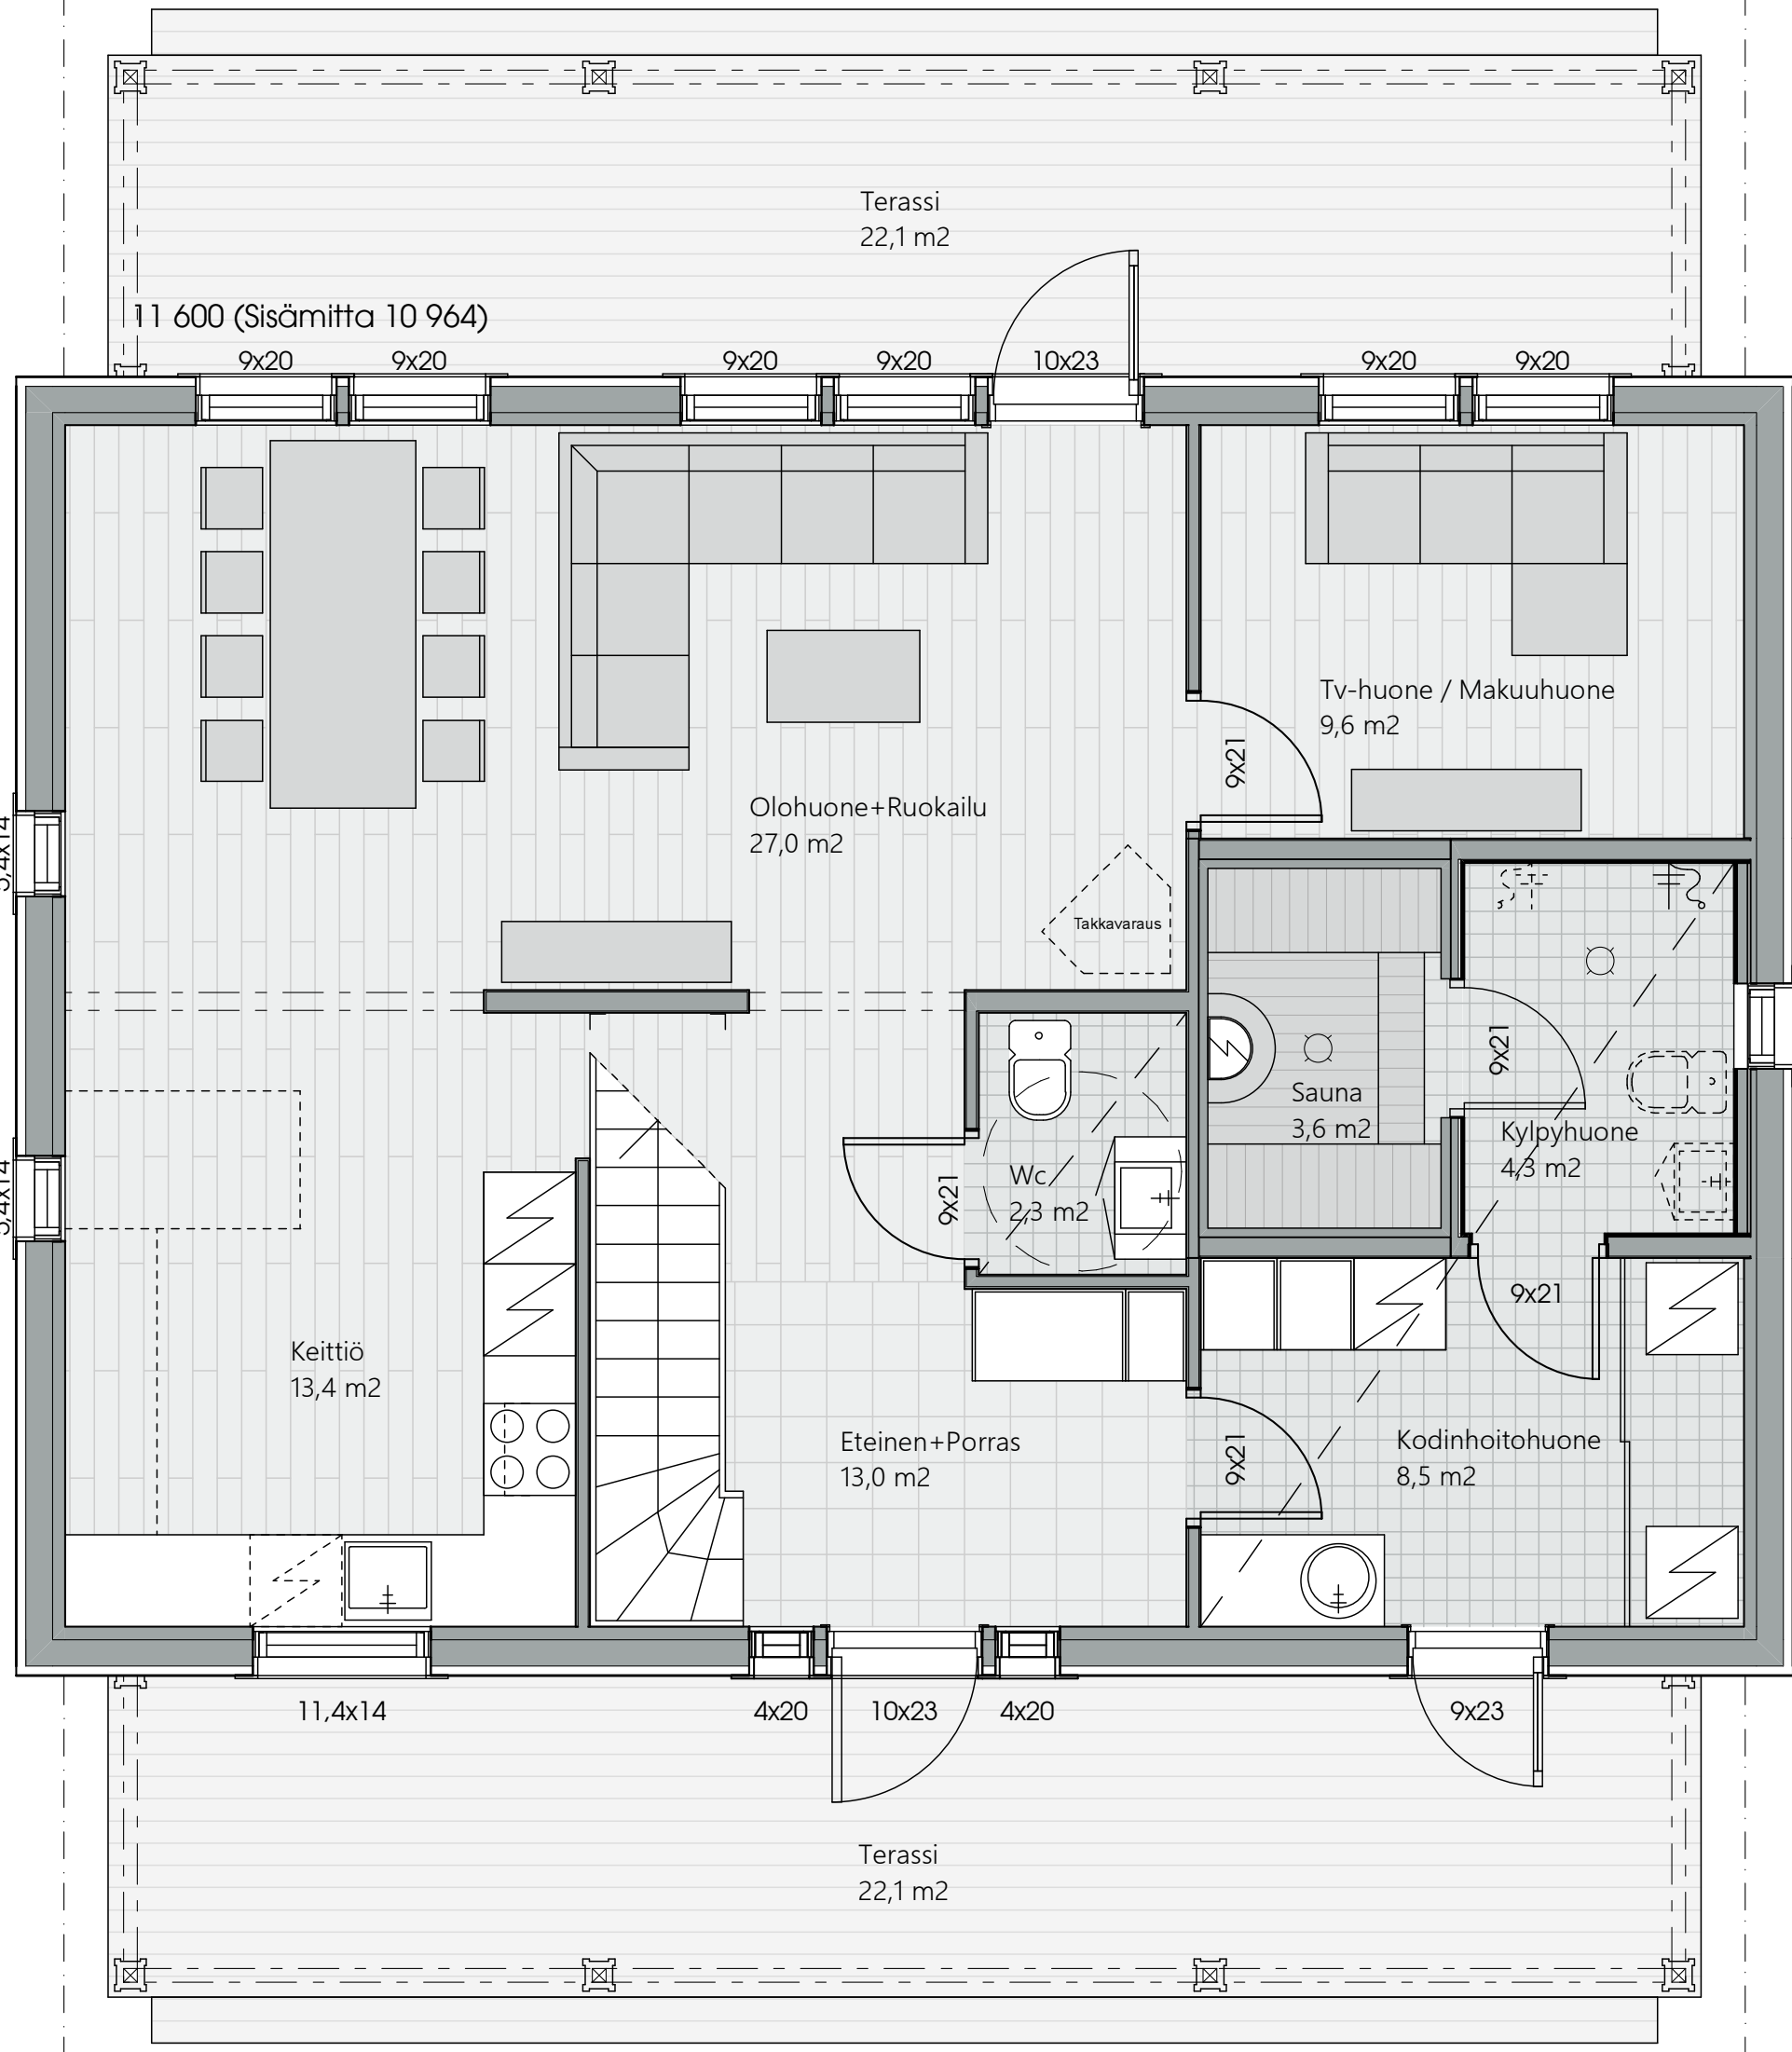 Terassi
22,1 m2
11 600 (Sisämitta 10 964)
9x20
9x20
9x20
9x20
10x23
9x20
9x20
Tv-huone / Makuuhuone
9,6 m2
9x21
Olohuone+Ruokailu
27,0 m2
Takkavaraus
9x21
Sauna
3,6 m2
Kylpyhuone
4,3 m2
Wc
2,3 m2
9x21
9x21
Keittiö
13,4 m2
Eteinen+Porras
13,0 m2
9x21
Kodinhoitohuone
8,5 m2
11,4x14
4x20
10x23
4x20
9x23
Terassi
22,1 m2